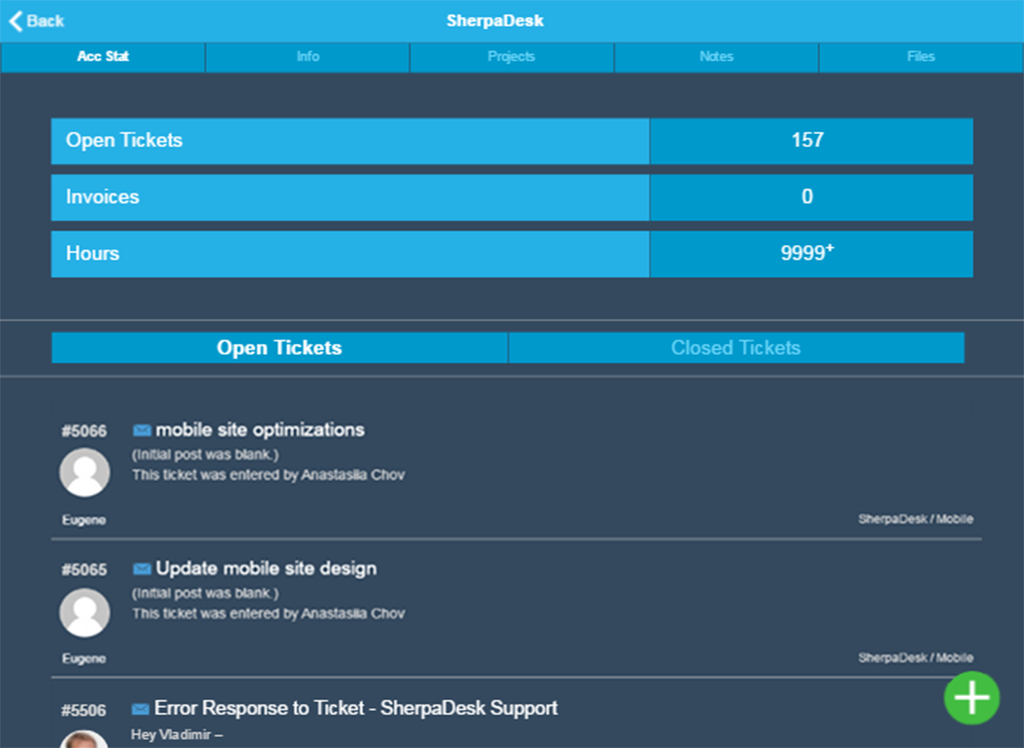 Back
SherpaDesk
Acc Stat
Info
Projects
Notes
Files
Open Tickets 157
Invoices 0
Hours 9999+
Open Tickets
Closed Tickets
#5066
mobile site optimizations
(Initial post was blank.)
This ticket was entered by Anastasiia Chov
Eugene
SherpaDesk / Mobile
#5065
Update mobile site design
(Initial post was blank.)
This ticket was entered by Anastasiia Chov
Eugene
SherpaDesk / Mobile
#5506
Error Response to Ticket - SherpaDesk Support
Hey Vladimir –